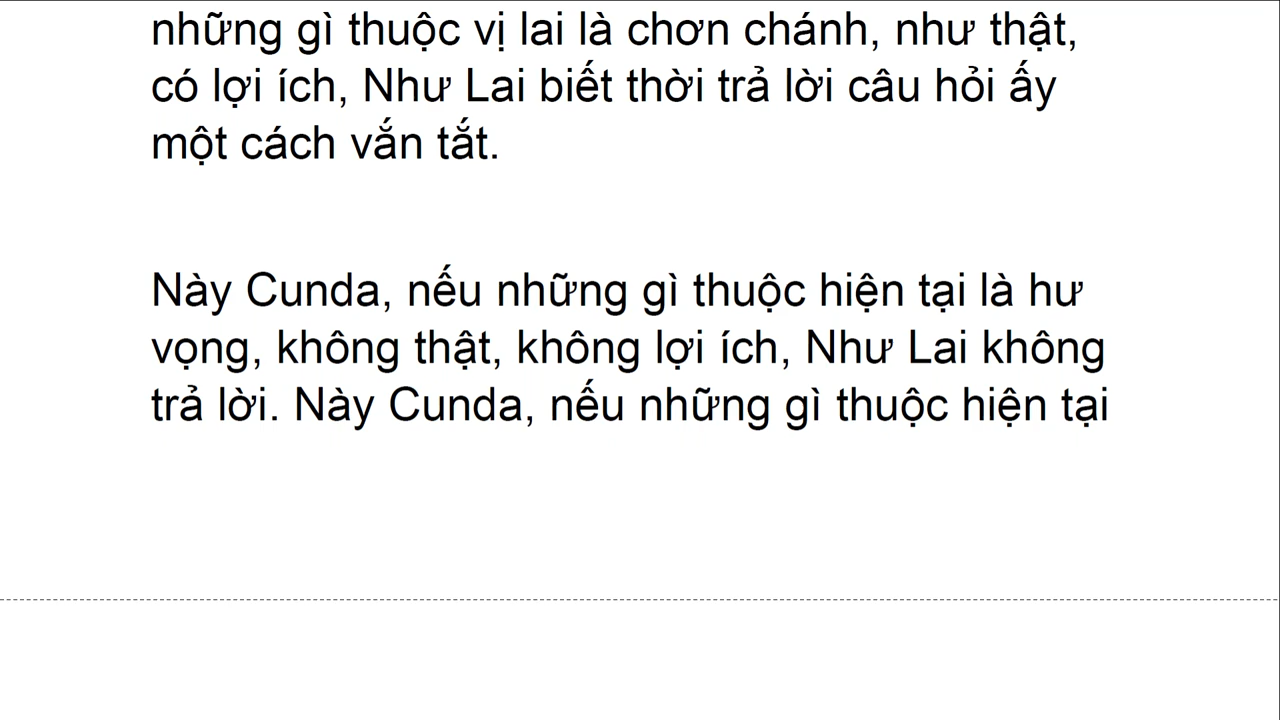 những gì thuộc vị lai là chơn chánh, như thật,
có lợi ích, Như Lai biết thời trả lời câu hỏi ấy
một cách vắn tắt.
Này Cunda, nếu những gì thuộc hiện tại là hư
vọng, không thật, không lợi ích, Như Lai không
trả lời. Này Cunda, nếu những gì thuộc hiện tại